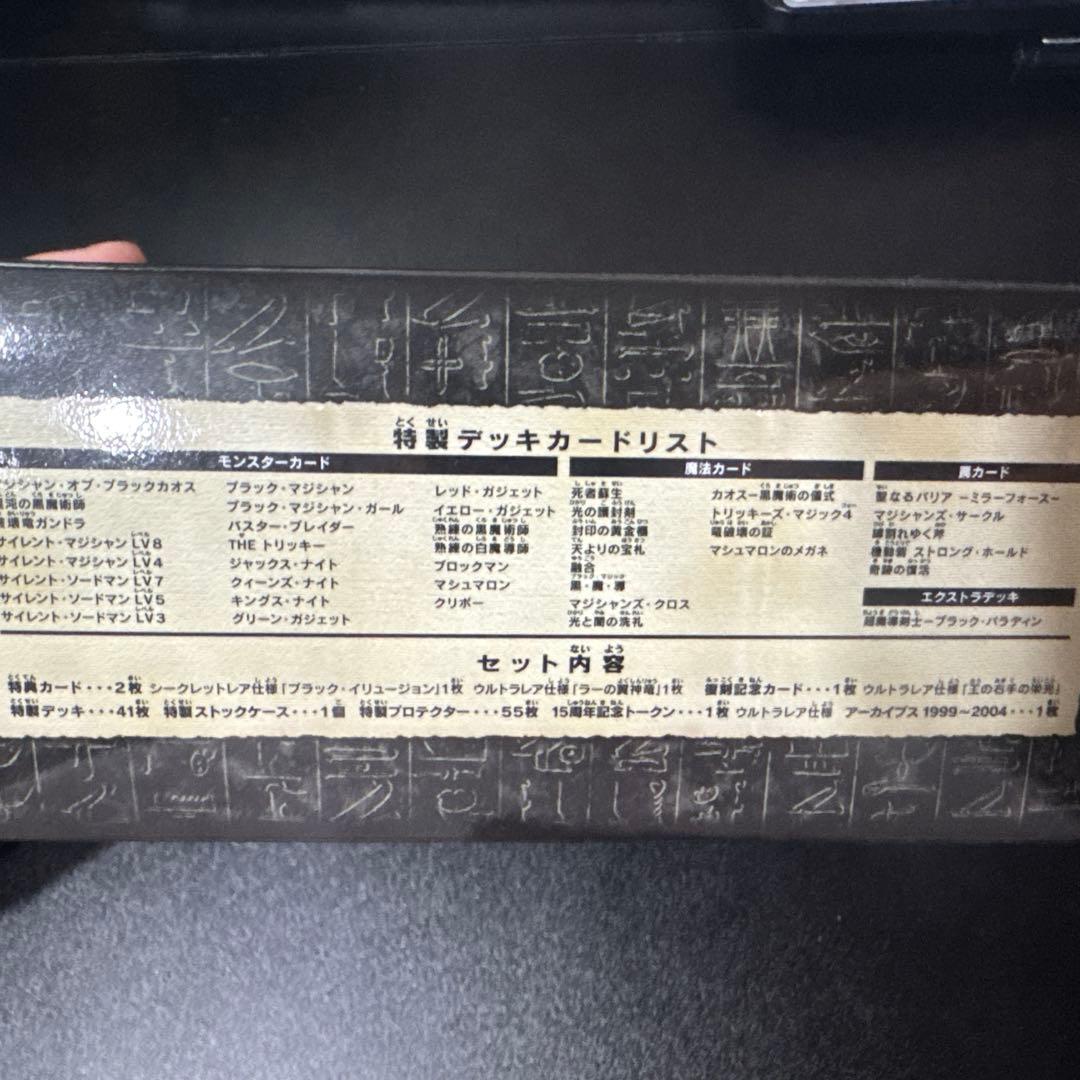 特製デッキカードリスト
モンスターカード
ジシャン・オブ・ブラックカオス
沌の黒魔術師
壊竜ガンドラ
サイレント・マジシャン LV8
サイレント・マジシャン LV4
サイレント・ソードマン LV7
サイレント・ソードマン LV5
サイレント・ソードマン LV3
ブラック・マジシャン
ブラック・マジシャン・ガール
バスター・ブレイダー
THE トリッキー
ジャックス・ナイト
クィーンズ・ナイト
キングス・ナイト
グリーン・ガジェット
レッド・ガジェット
イエロー・ガジェット
熟練の黒魔術師
熟練の白魔導師
ブロックマン
マシュマロン
クリボー
魔法カード
死者蘇生
光の護封剣
封印の黄金櫃
天よりの宝札
融合
黒・魔・導
マジシャンズ・クロス
光と闇の洗礼
カオスー黒魔術の儀式
トリッキーズ・マジック4
竜破壊の証
マシュマロンのメガネ
罠カード
聖なるバリア －ミラーフォース－
マジシャンズ・サークル
罅割れゆく斧
機動砦 ストロング・ホールド
奇跡の復活
エクストラデッキ
超魔導剣士－ブラック・パラディン
セット内容
特典カード・・・2枚 シークレットレア仕様「ブラック・イリュージョン」1枚 ウルトラレア仕様「ラーの翼神竜」1枚 復刻記念カード・・・1枚 ウルトラレア仕様「王の右手の栄光」
特製デッキ・・・41枚 特製ストックケース・・・1個 特製プロテクター・・・55枚 15周年記念トークン・・・1枚 ウルトラレア仕様 アーカイブス 1999～2004・・・1枚